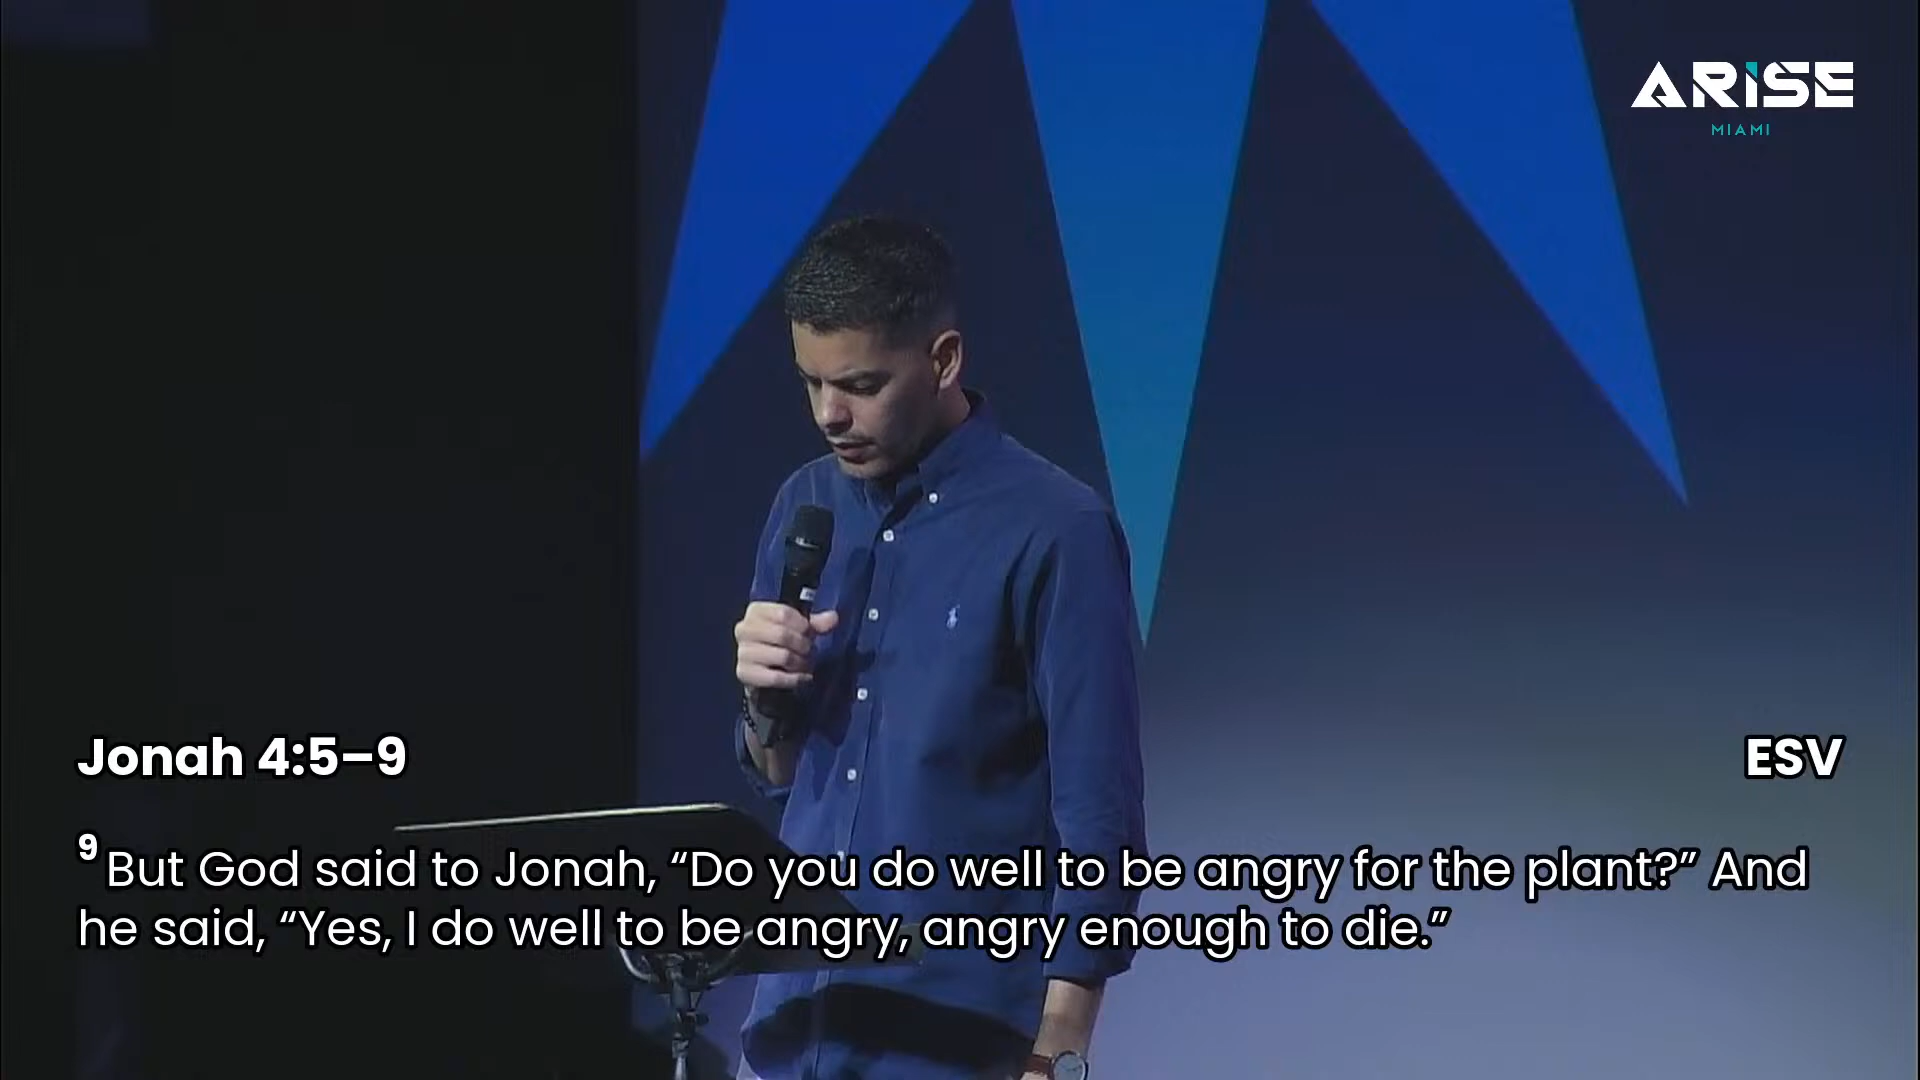 ARISE
MIAMI
Jonah 4:5–9
ESV
9 But God said to Jonah, “Do you do well to be angry for the plant?” And
he said, “Yes, I do well to be angry, angry enough to die.”